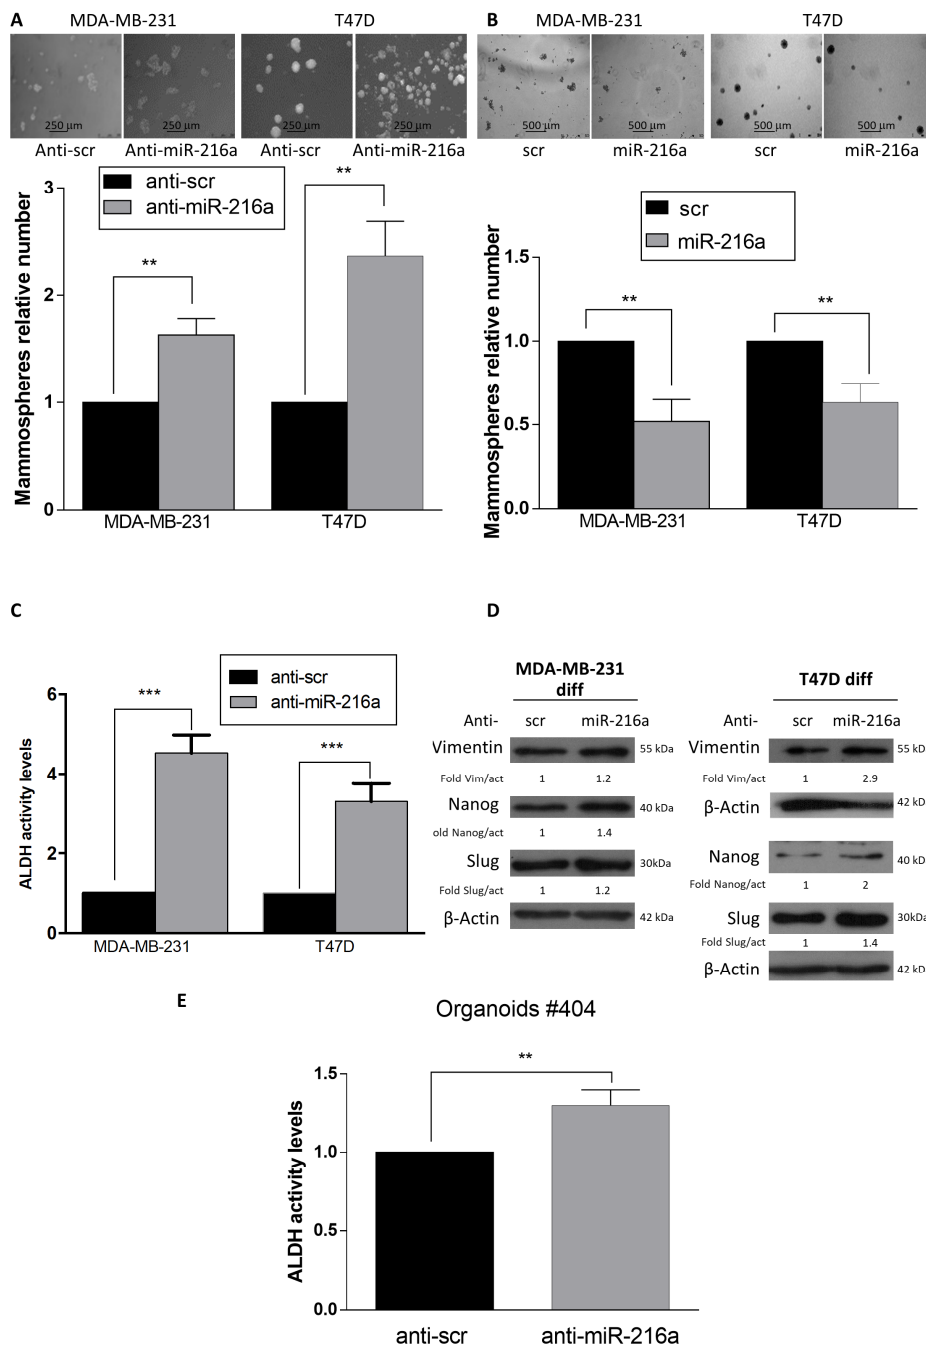 A
MDA-MB-231
T47D
250 µm
250 µm
250 µm
250 µm
Anti-scr
Anti-miR-216a
Anti-scr
Anti-miR-216a
anti-scr
anti-miR-216a
Mammospheres relative number
3
2
1
0
**
**
MDA-MB-231
T47D
B
MDA-MB-231
T47D
500 µm
500 µm
500 µm
500 µm
scr
miR-216a
scr
miR-216a
scr
miR-216a
Mammospheres relative number
1.5
1.0
0.5
0.0
**
**
MDA-MB-231
T47D
C
anti-scr
anti-miR-216a
ALDH activity levels
6
4
2
0
***
***
MDA-MB-231
T47D
D
MDA-MB-231
diff
Anti-
scr
miR-216a
Vimentin
55 kDa
Fold Vim/act
1
1.2
Nanog
40 kDa
old Nanog/act
1
1.4
Slug
30kDa
Fold Slug/act
1
1.2
β-Actin
42 kDa
T47D diff
Anti-
scr
miR-216a
Vimentin
55 kDa
Fold Vim/act
1
2.9
β-Actin
42 kD
Nanog
40 kDa
Fold Nanog/act
1
2
Slug
30kDa
Fold Slug/act
1
1.4
β-Actin
42 kD
E
Organoids #404
ALDH activity levels
1.5
1.0
0.5
0.0
**
anti-scr
anti-miR-216a